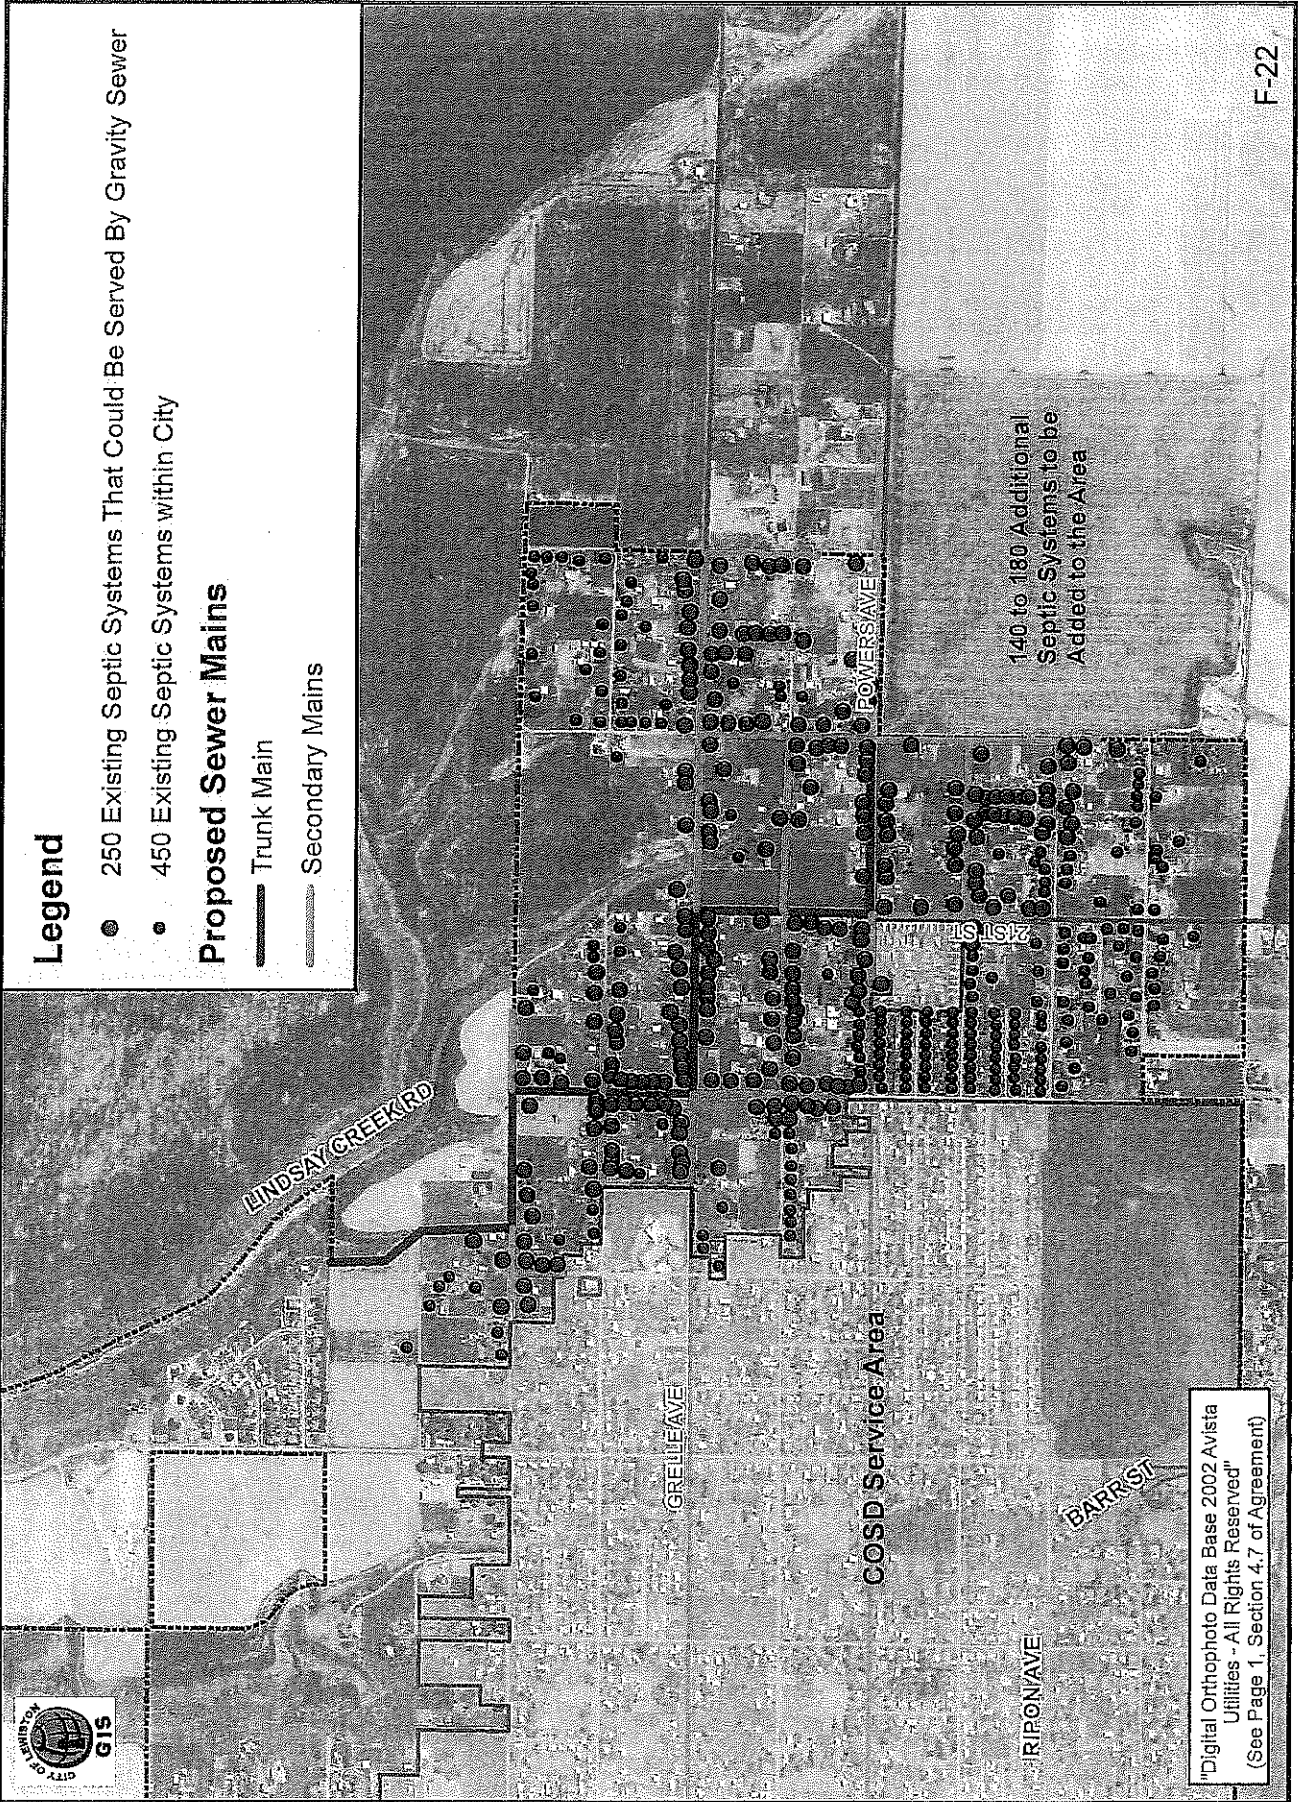 CITY OF LEWISTON
GIS
Legend
250 Existing Septic Systems That Could Be Served By Gravity Sewer
450 Existing Septic Systems within City
Proposed Sewer Mains
Trunk Main
Secondary Mains
LINDSAY CREEK RD
GRELLE AVE
POWERS AVE
21ST ST
COSD Service Area
RIPON AVE
BARR ST
140 to 180 Additional
Septic Systems to be
Added to the Area
"Digital Orthophoto Data Base 2002 Avista
Utilities - All Rights Reserved"
(See Page 1, Section 4.7 of Agreement)
F-22